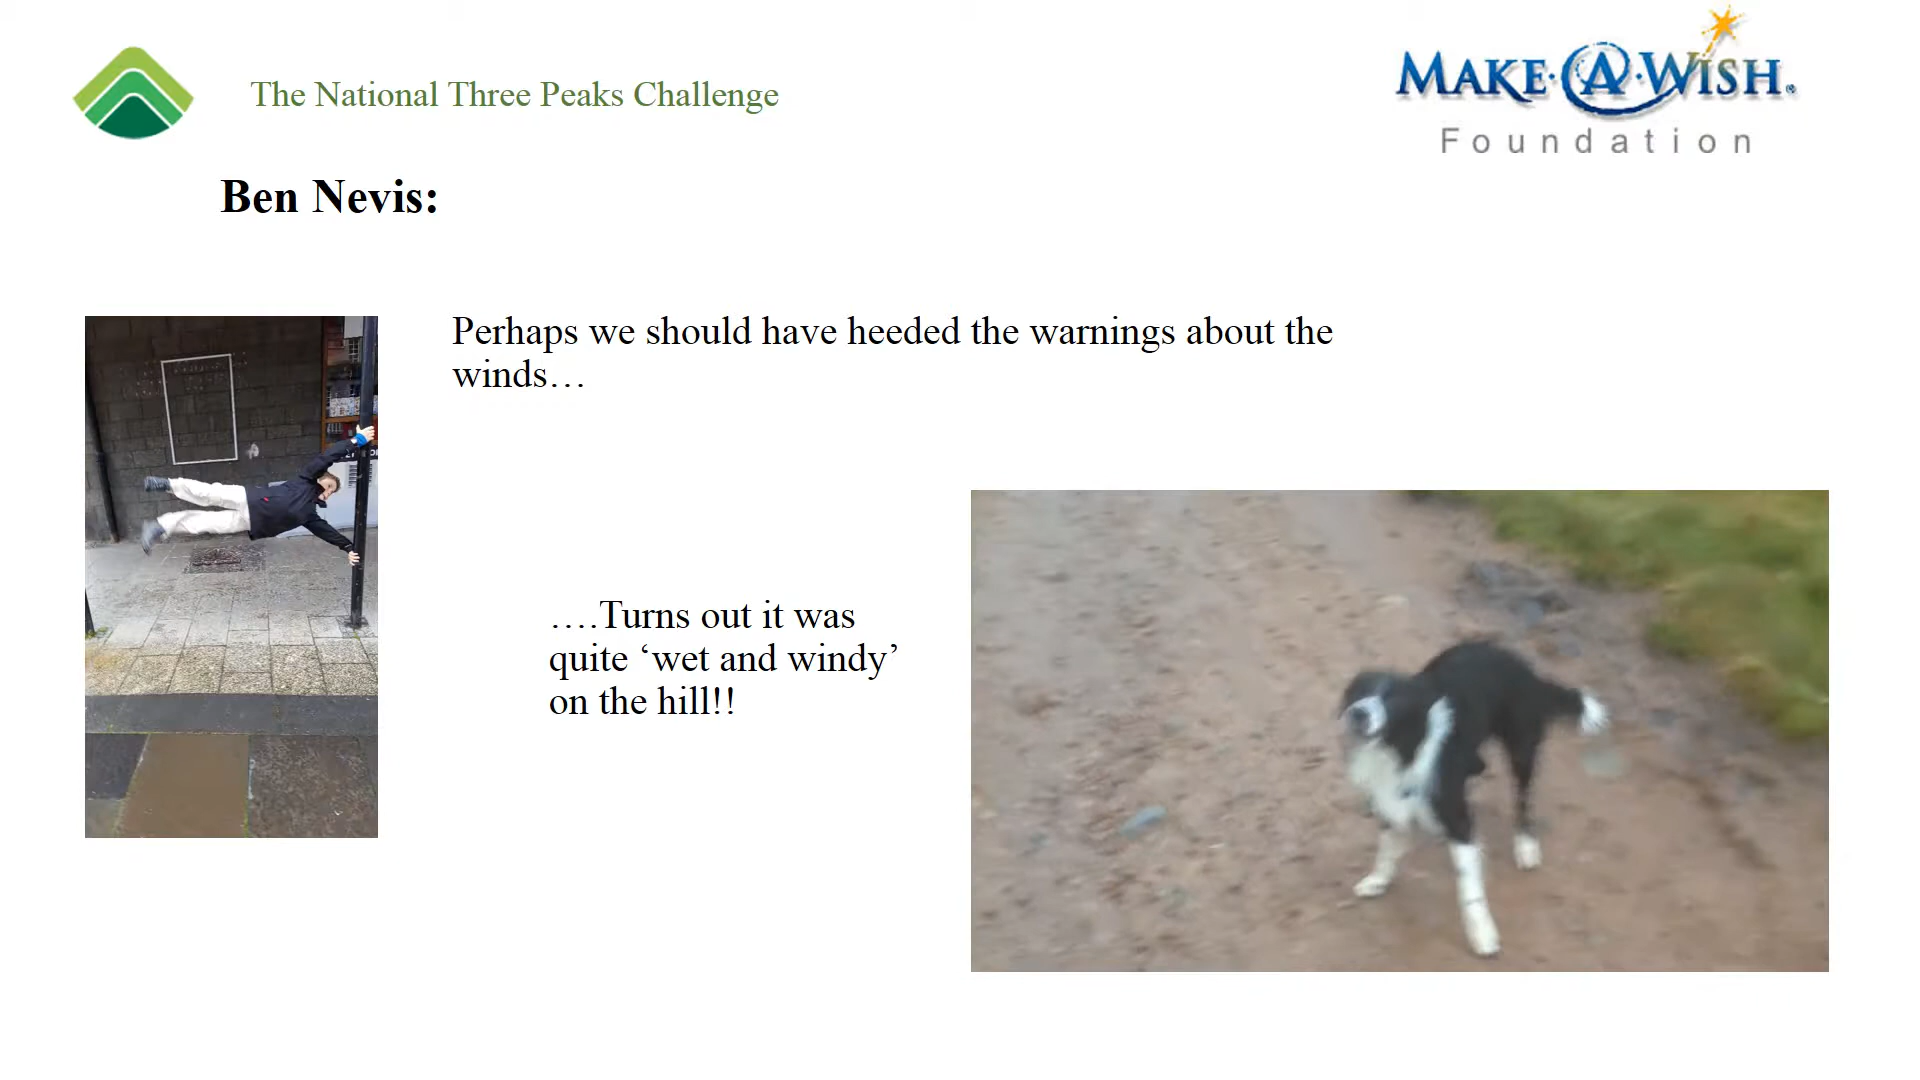 The National Three Peaks Challenge
MAKE·A·WISH®
Foundation
Ben Nevis:
Perhaps we should have heeded the warnings about the
winds…
….Turns out it was
quite ‘wet and windy’
on the hill!!